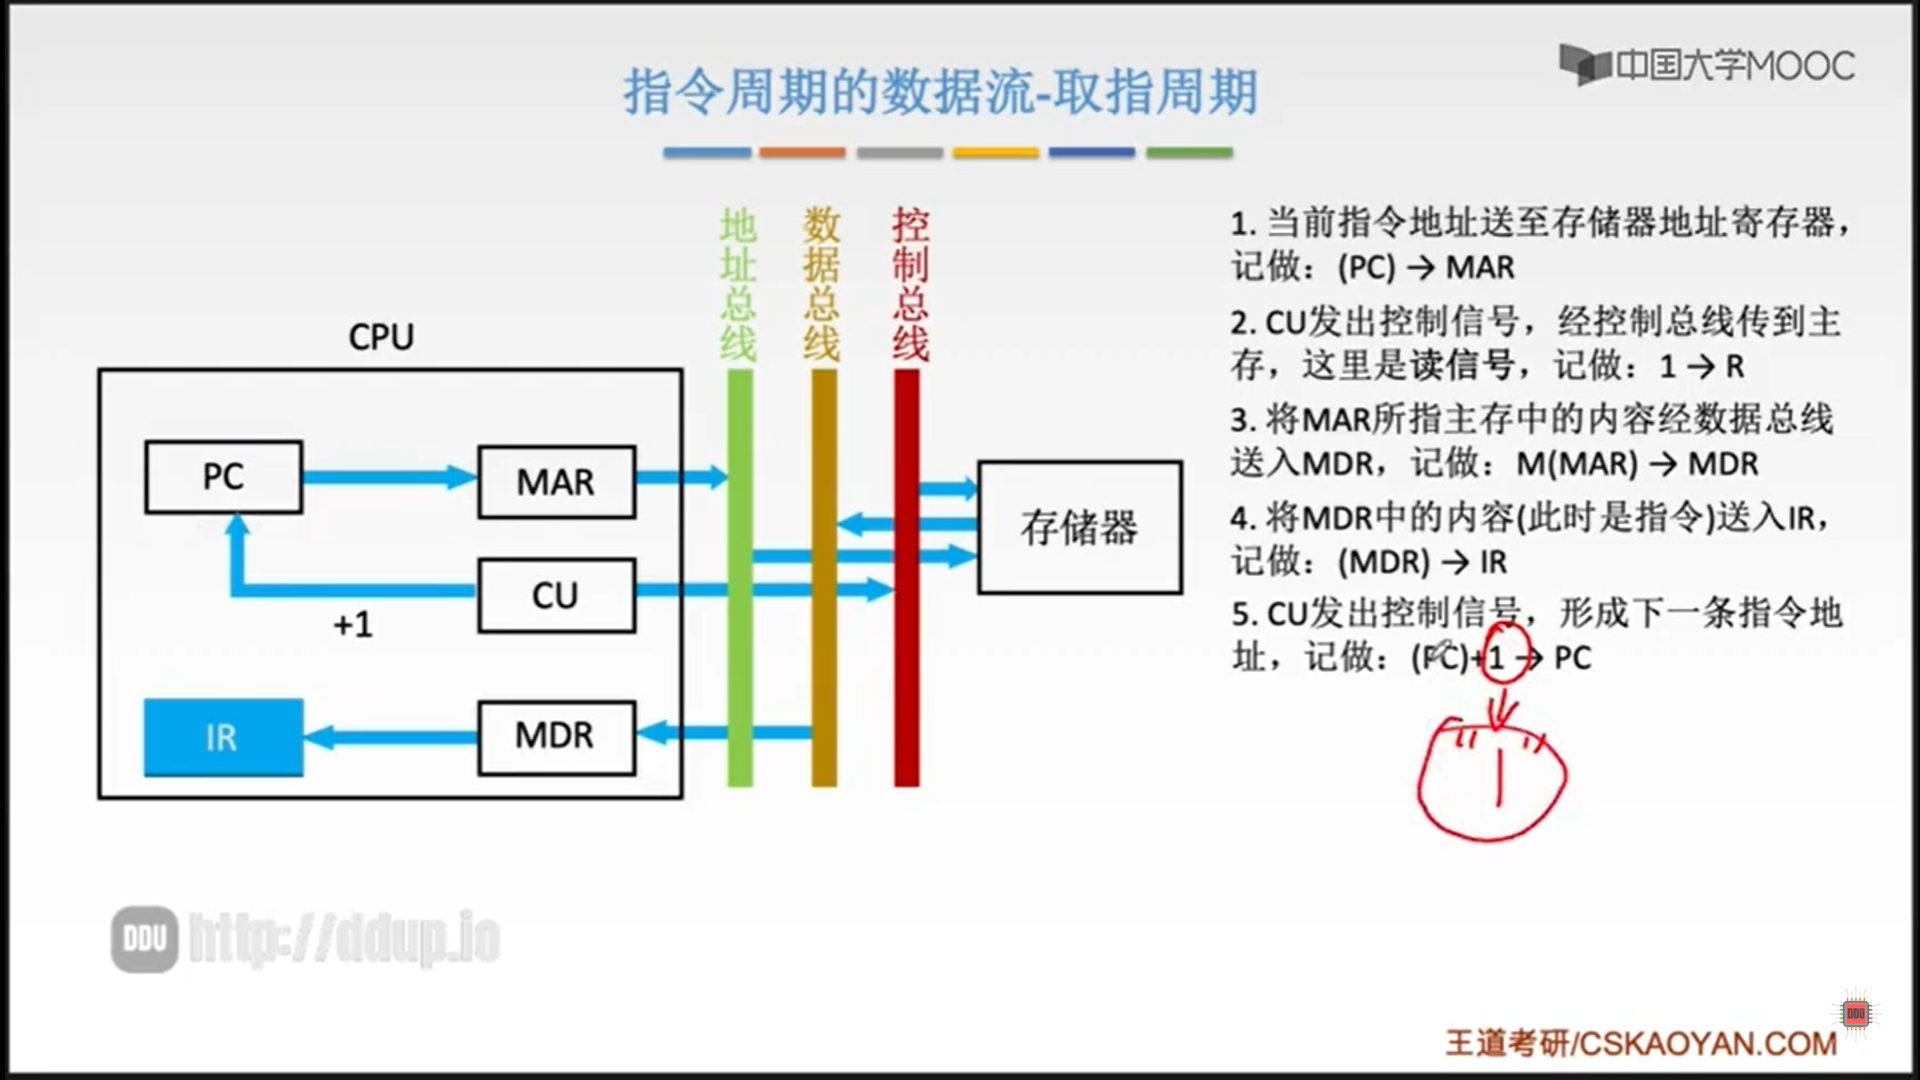 中国大学MOOC
指令周期的数据流-取指周期
地址总线
数据总线
控制总线
CPU
PC
MAR
CU
+1
IR
MDR
存储器
1. 当前指令地址送至存储器地址寄存器，
记做：(PC) → MAR
2. CU发出控制信号，经控制总线传到主
存，这里是读信号，记做：1 → R
3. 将MAR所指主存中的内容经数据总线
送入MDR，记做：M(MAR) → MDR
4. 将MDR中的内容(此时是指令)送入IR，
记做：(MDR) → IR
5. CU发出控制信号，形成下一条指令地
址，记做：(PC)+1 → PC
" 1 "
DDU http://ddup.io
DDU
王道考研/CSKAOYAN.COM